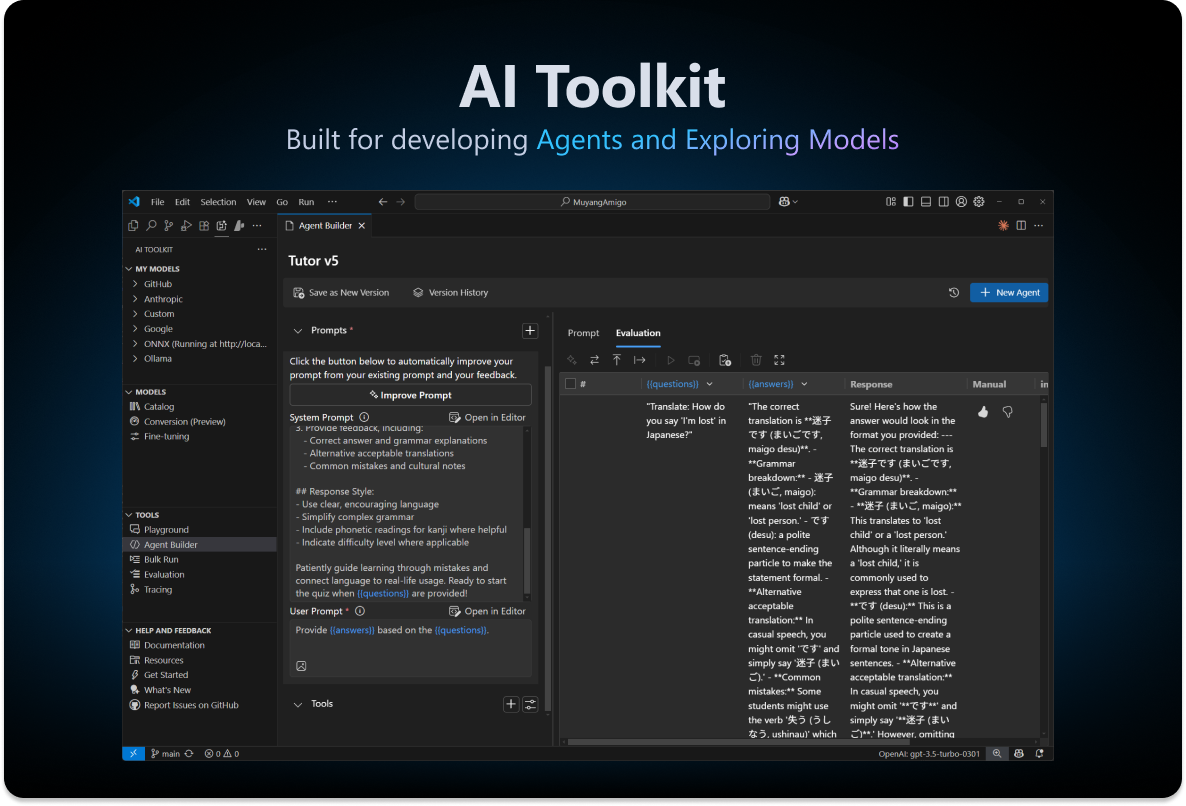 AI Toolkit
Built for developing Agents and Exploring Models
File Edit Selection View Go Run ···
MuyangAmigo
Agent Builder
AI TOOLKIT
MY MODELS
GitHub
Anthropic
Custom
Google
ONNX (Running at http://loca...
Ollama
MODELS
Catalog
Conversion (Preview)
Fine-tuning
TOOLS
Playground
Agent Builder
Bulk Run
Evaluation
Tracing
HELP AND FEEDBACK
Documentation
Resources
Get Started
What's New
Report Issues on GitHub
Tutor v5
Save as New Version
Version History
New Agent
Prompts *
Click the button below to automatically improve your
prompt from your existing prompt and your feedback.
Improve Prompt
System Prompt
Open in Editor
3. Provide feedback, including:
- Correct answer and grammar explanations
- Alternative acceptable translations
- Common mistakes and cultural notes
## Response Style:
- Use clear, encouraging language
- Simplify complex grammar
- Include phonetic readings for kanji where helpful
- Indicate difficulty level where applicable
Patiently guide learning through mistakes and
connect language to real-life usage. Ready to start
the quiz when {{questions}} are provided!
User Prompt *
Open in Editor
Provide {{answers}} based on the {{questions}}.
Tools
Prompt
Evaluation
#
{{questions}}
{{answers}}
Response
Manual
in
"Translate: How do
you say 'I'm lost' in
Japanese?"
"The correct
translation is **迷子
です (まいごです,
maigo desu)**. -
**Grammar
breakdown:** - 迷子
(まいご, maigo):
means 'lost child' or
'lost person.' - です
(desu): a polite
sentence-ending
particle to make the
statement formal. -
**Alternative
acceptable
translation:** In
casual speech, you
might omit 'です' and
simply say '迷子 (まい
ご).' - **Common
mistakes:** Some
students might use
the verb '失う (うし
なう, ushinau)' which
Sure! Here's how the
answer would look in the
format you provided: ---
The correct translation is
**迷子です (まいごです,
maigo desu)**. -
**Grammar breakdown:**
- **迷子 (まいご, maigo):**
This translates to 'lost
child' or a 'lost person.'
Although it literally means
a 'lost child,' it is
commonly used to
express that one is lost. -
**です (desu):** This is a
polite sentence-ending
particle used to create a
formal tone in Japanese
sentences. - **Alternative
acceptable translation:**
In casual speech, you
might omit '**です**' and
simply say '**迷子 (まい
ご)**.' However, omitting
main
0
0
OpenAI: gpt-3.5-turbo-0301